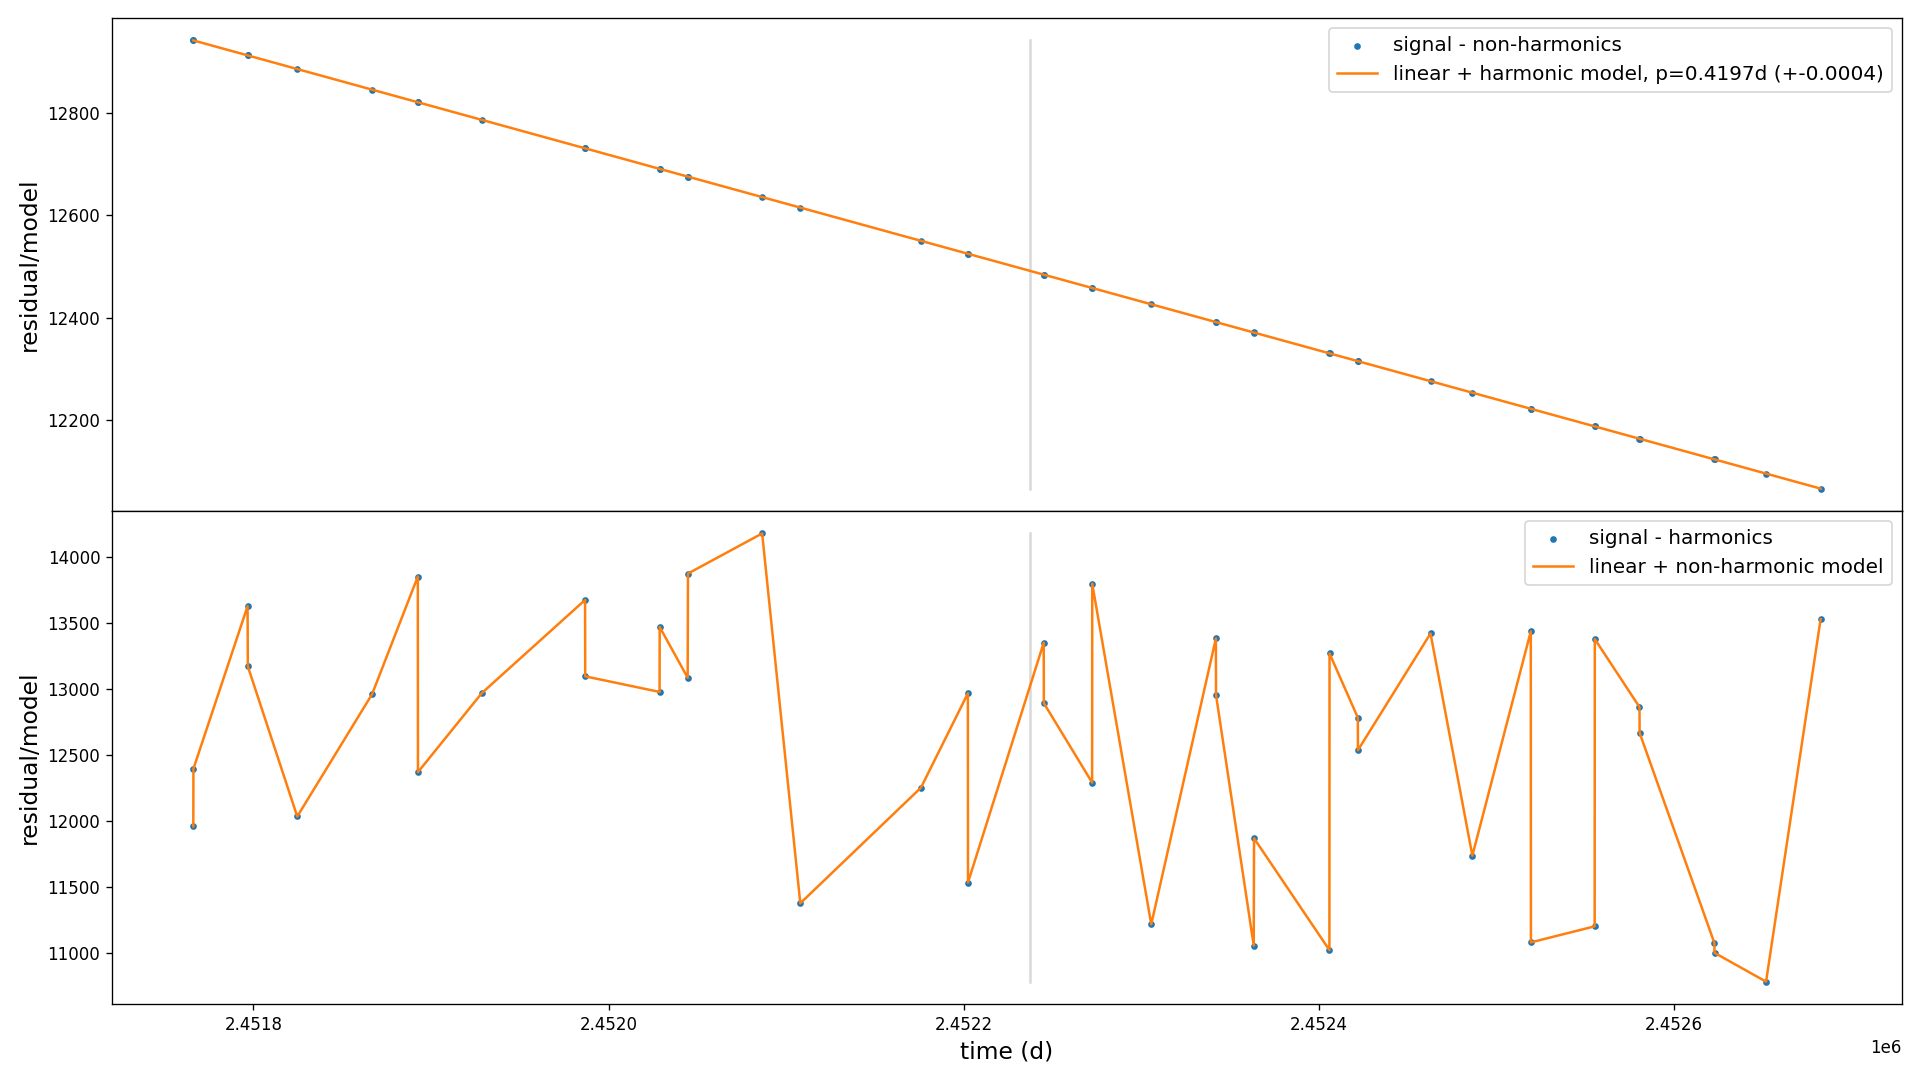 signal - non-harmonics
linear + harmonic model, p=0.4197d (+-0.0004)
12800
12600
12400
12200
residual/model
signal - harmonics
linear + non-harmonic model
14000
13500
13000
12500
12000
11500
11000
residual/model
2.4518 2.4520 2.4522 2.4524 2.4526
1e6
time (d)